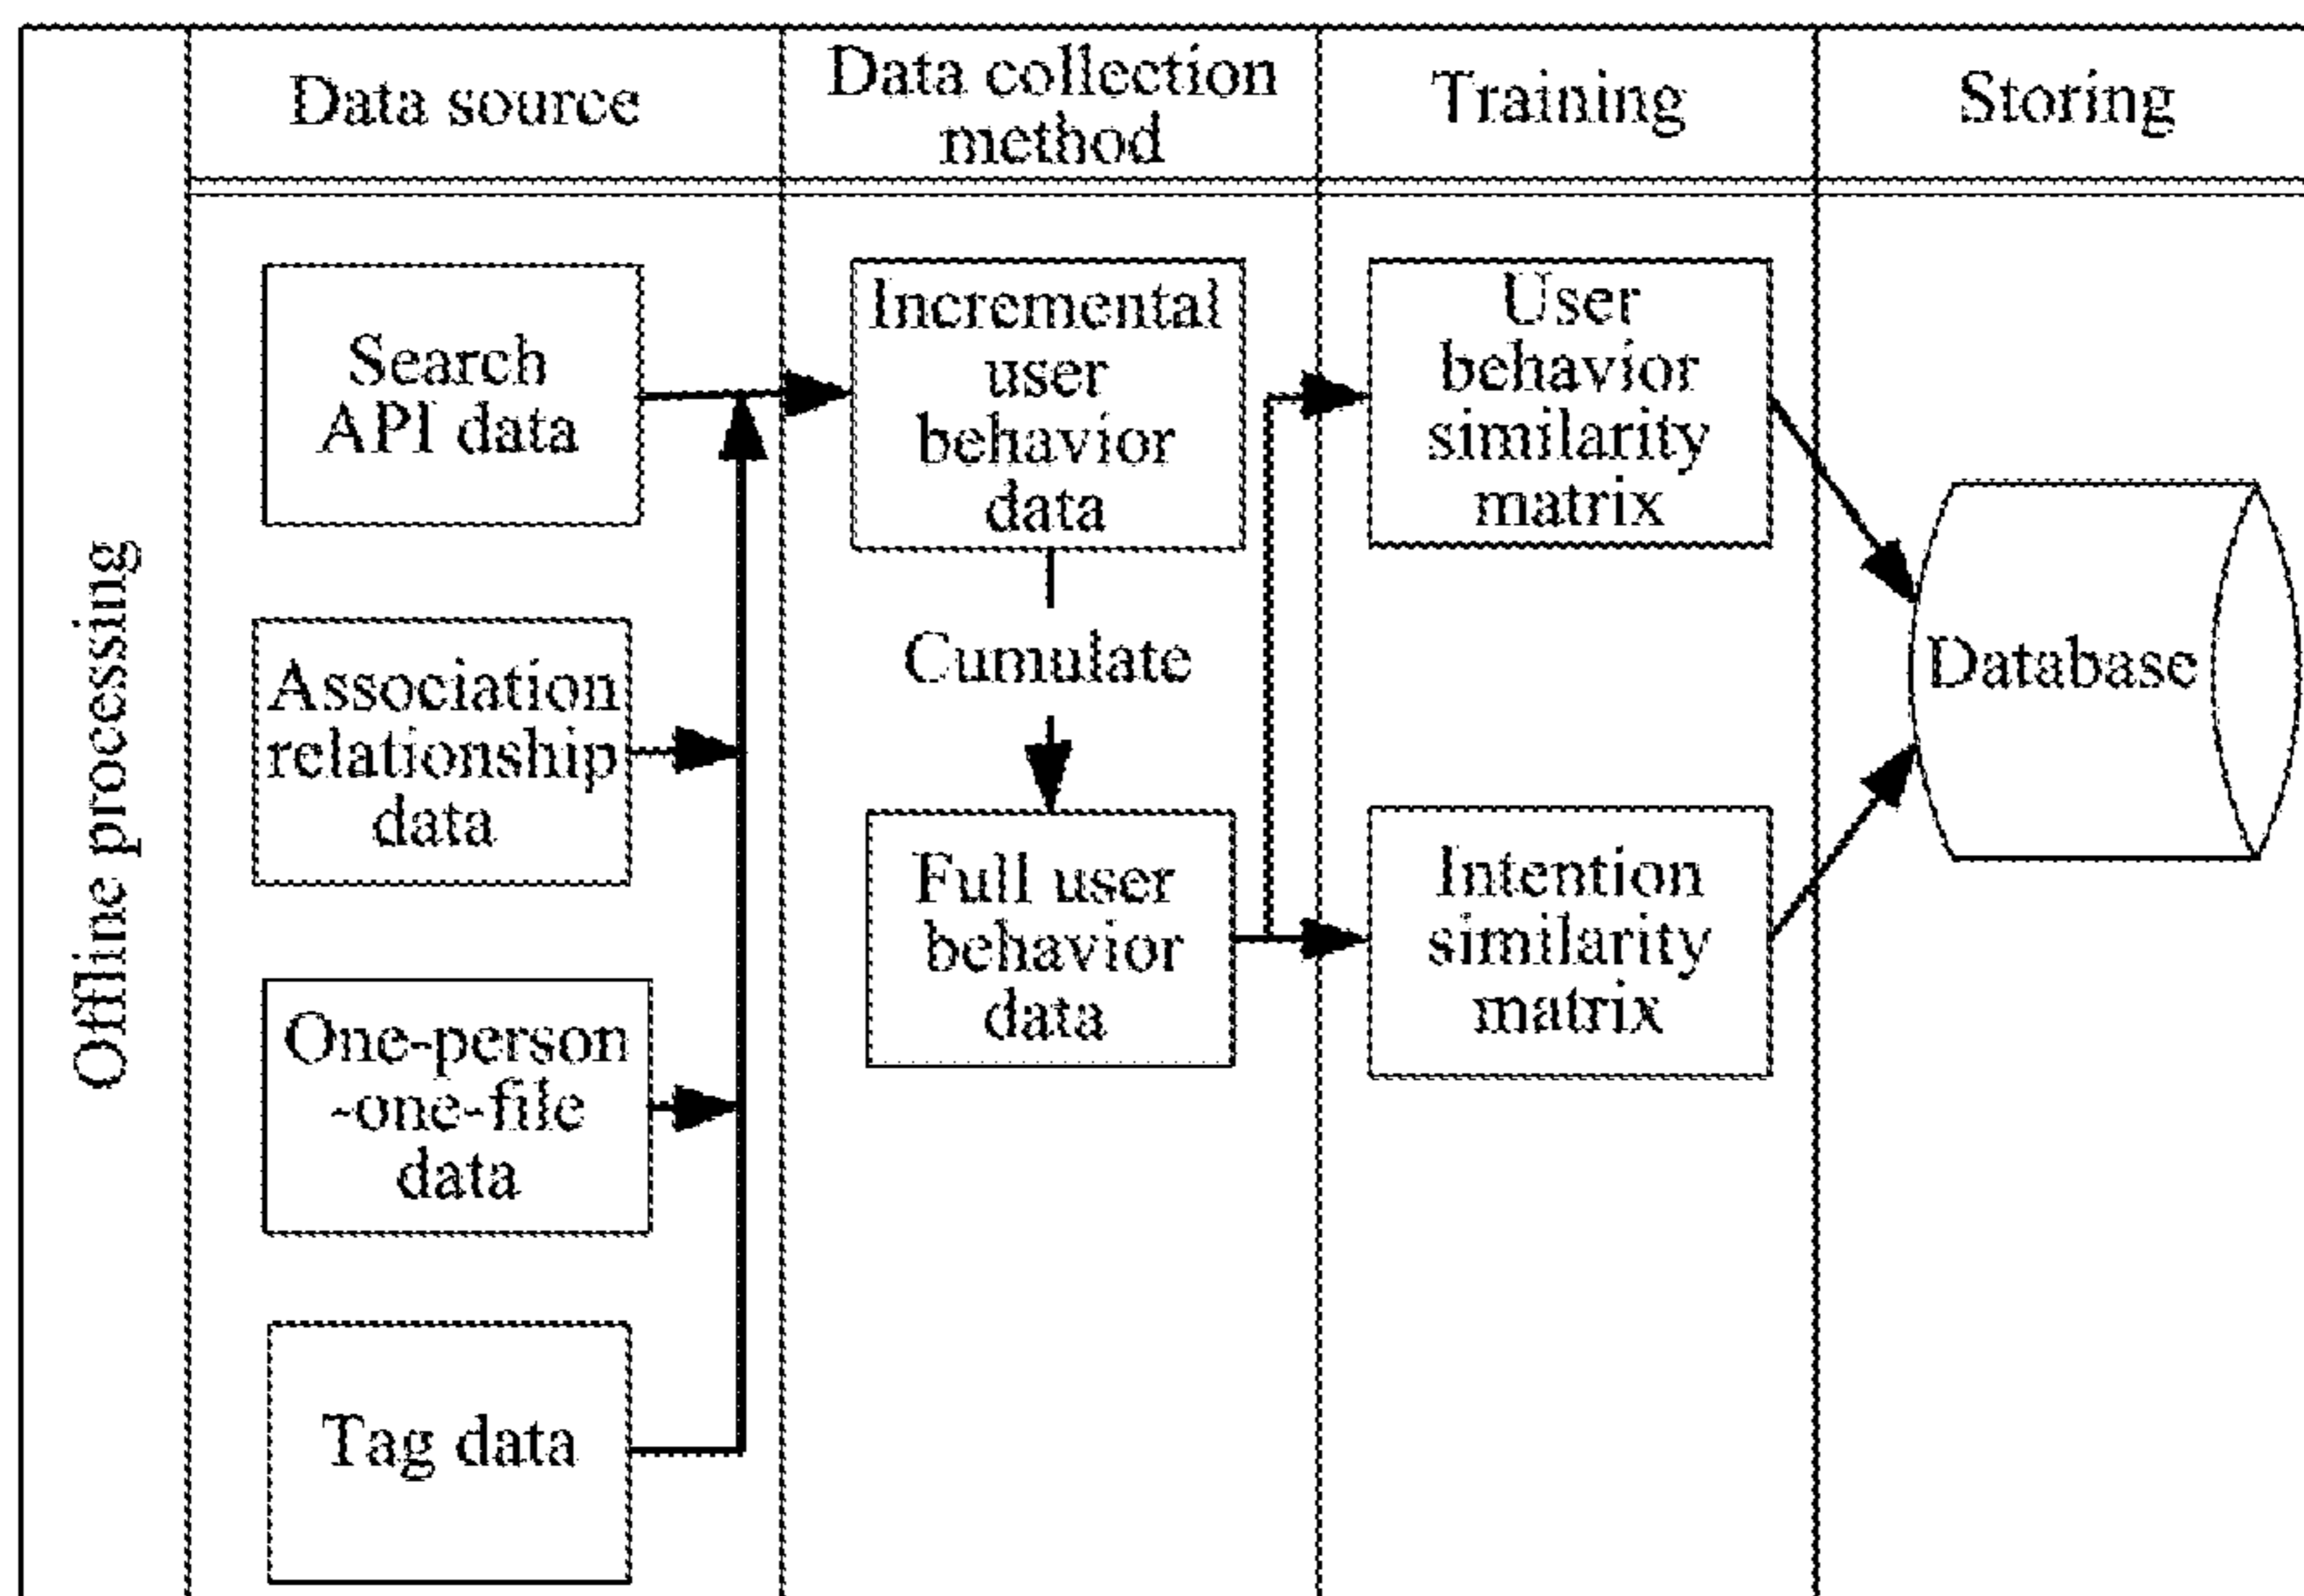 Offline processing
Data source
Data collection
method
Training
Storing
Search
API data
Association
relationship
data
One-person
-one-file
data
Tag data
Incremental
user
behavior
data
Cumulate
Full user
behavior
data
User
behavior
similarity
matrix
Intention
similarity
matrix
Database